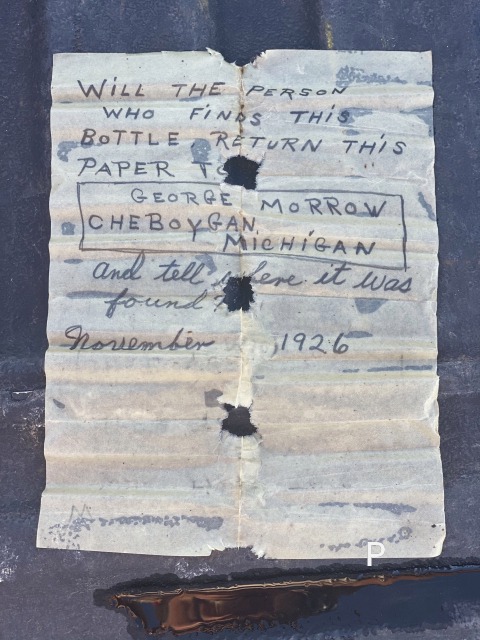 WILL THE PERSON
WHO FINDS THIS
BOTTLE RETURN THIS
PAPER TO
GEORGE MORROW
CHEBOYGAN
MICHIGAN
and tell where it was
found?
November 1926
P